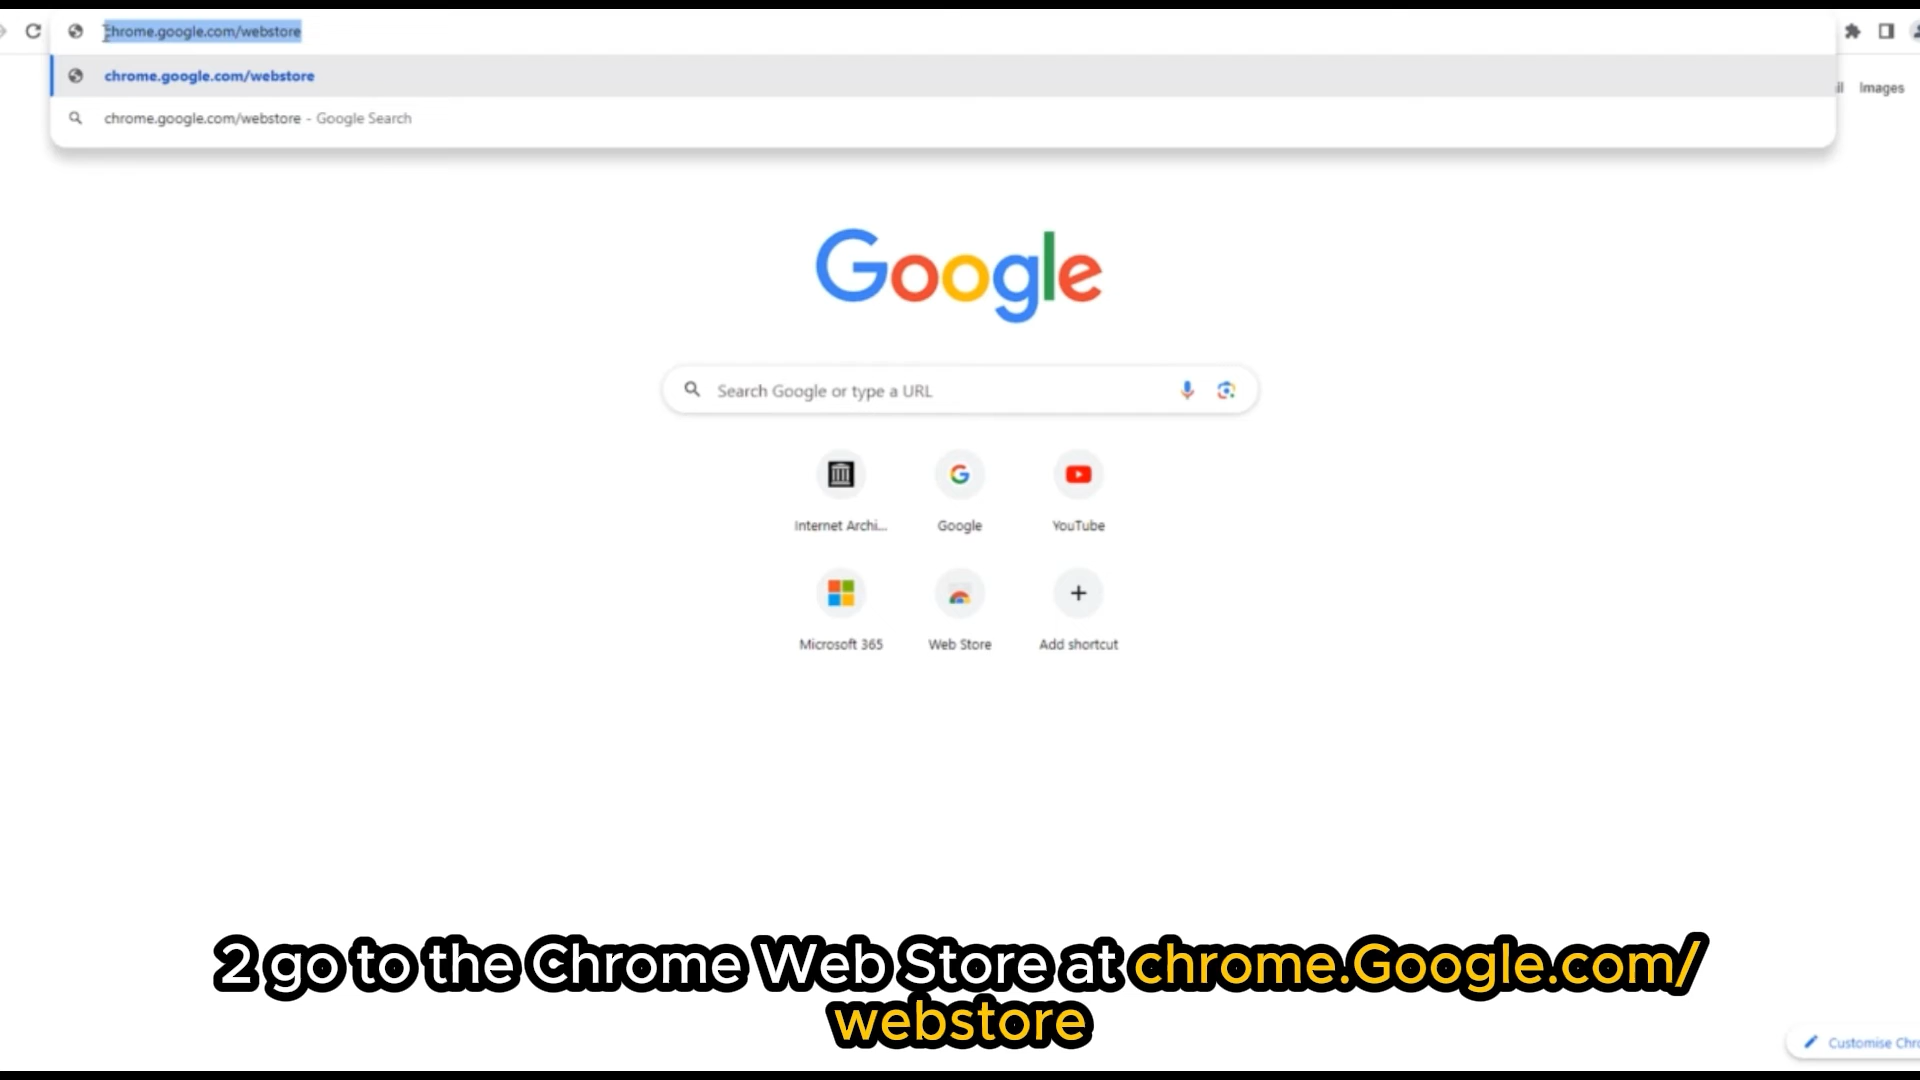 chrome.google.com/webstore
chrome.google.com/webstore
chrome.google.com/webstore - Google Search
Images
Google
Search Google or type a URL
Internet Archi... Google YouTube
Microsoft 365 Web Store Add shortcut
2 go to the Chrome Web Store at chrome.Google.com/
webstore
Customise Chro